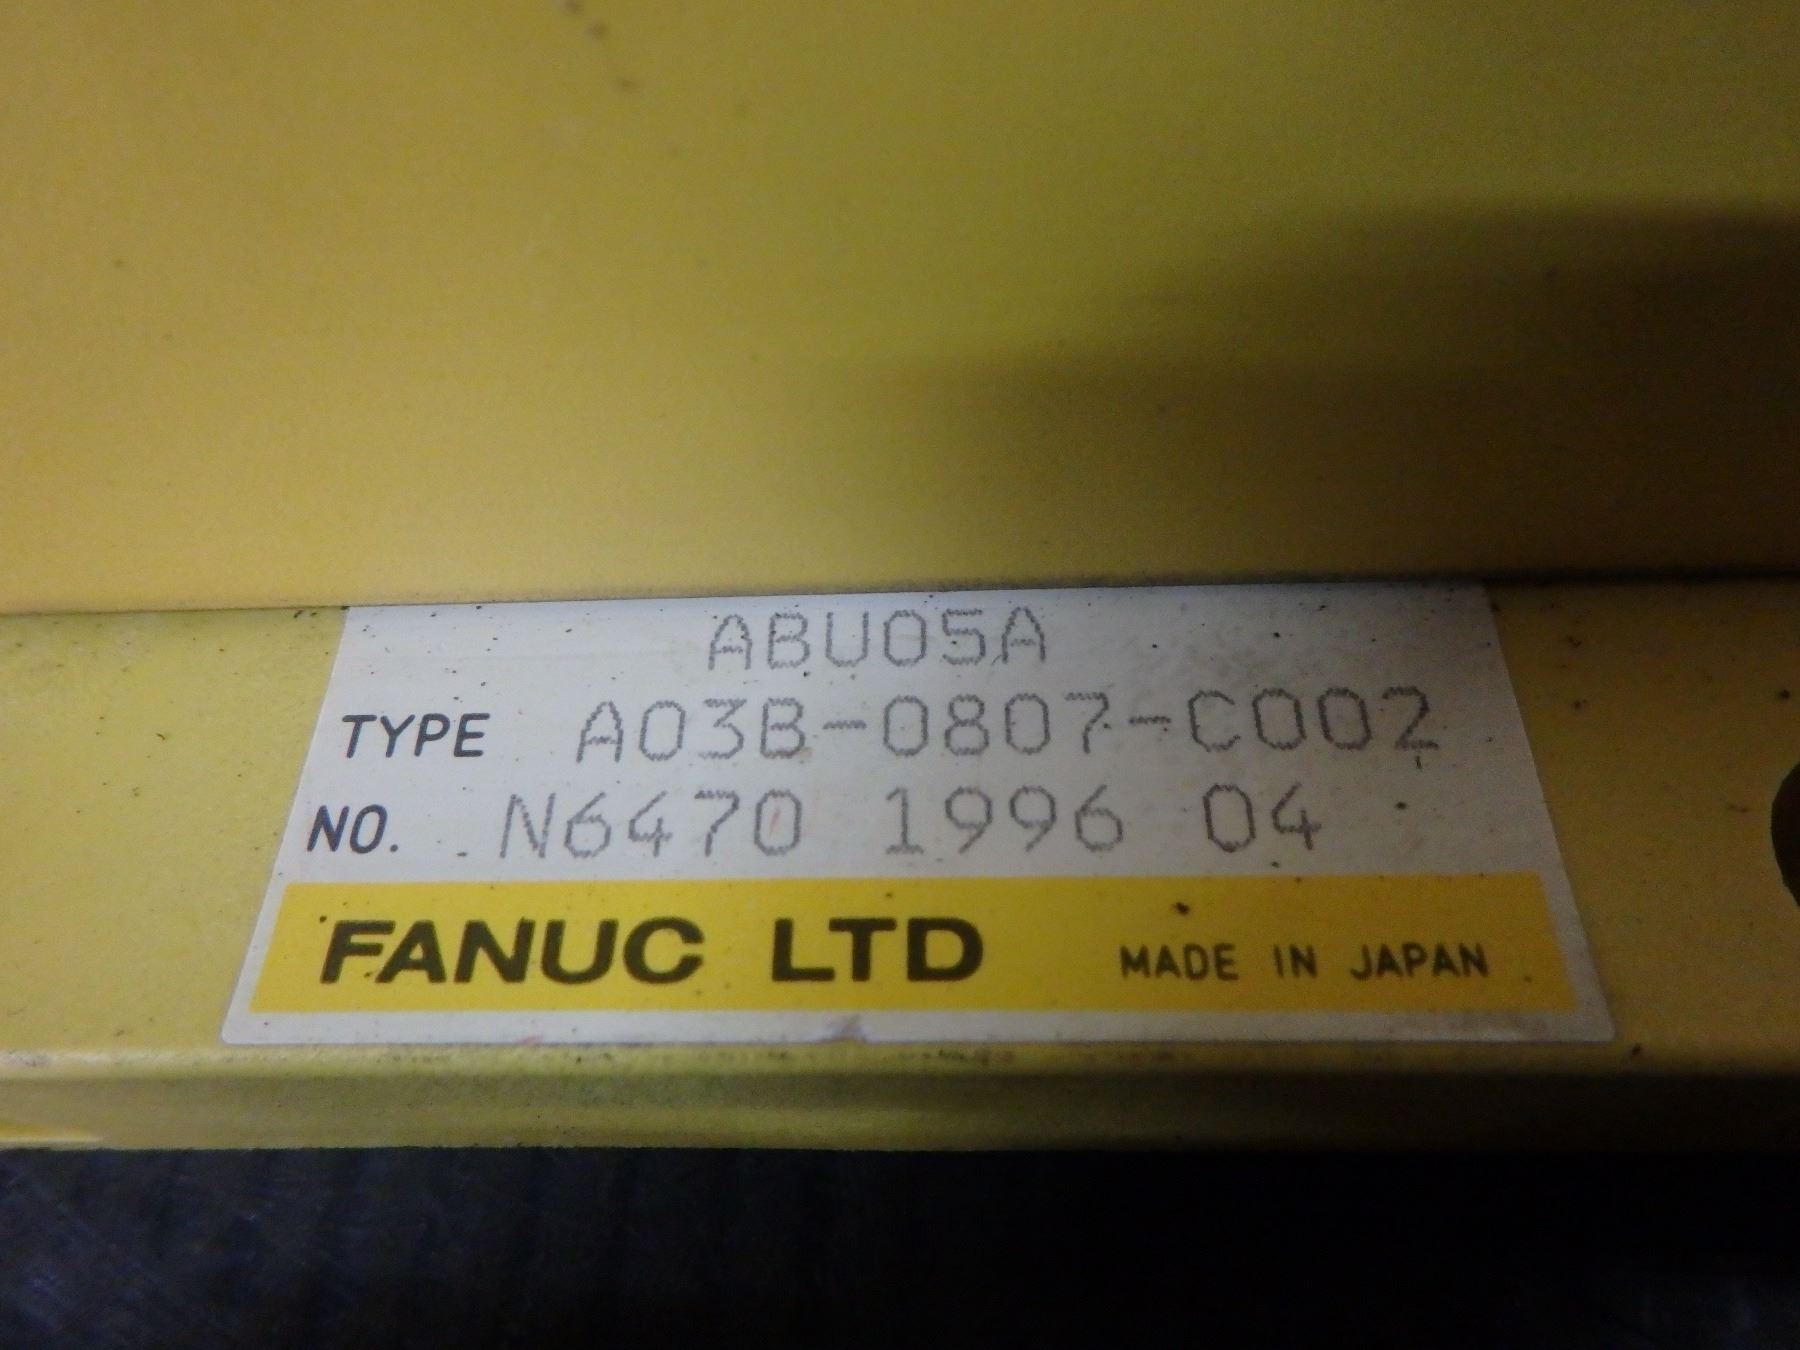 ABU05A
TYPE A03B-0807-C002
NO. N6470 1996 04
FANUC LTD MADE IN JAPAN